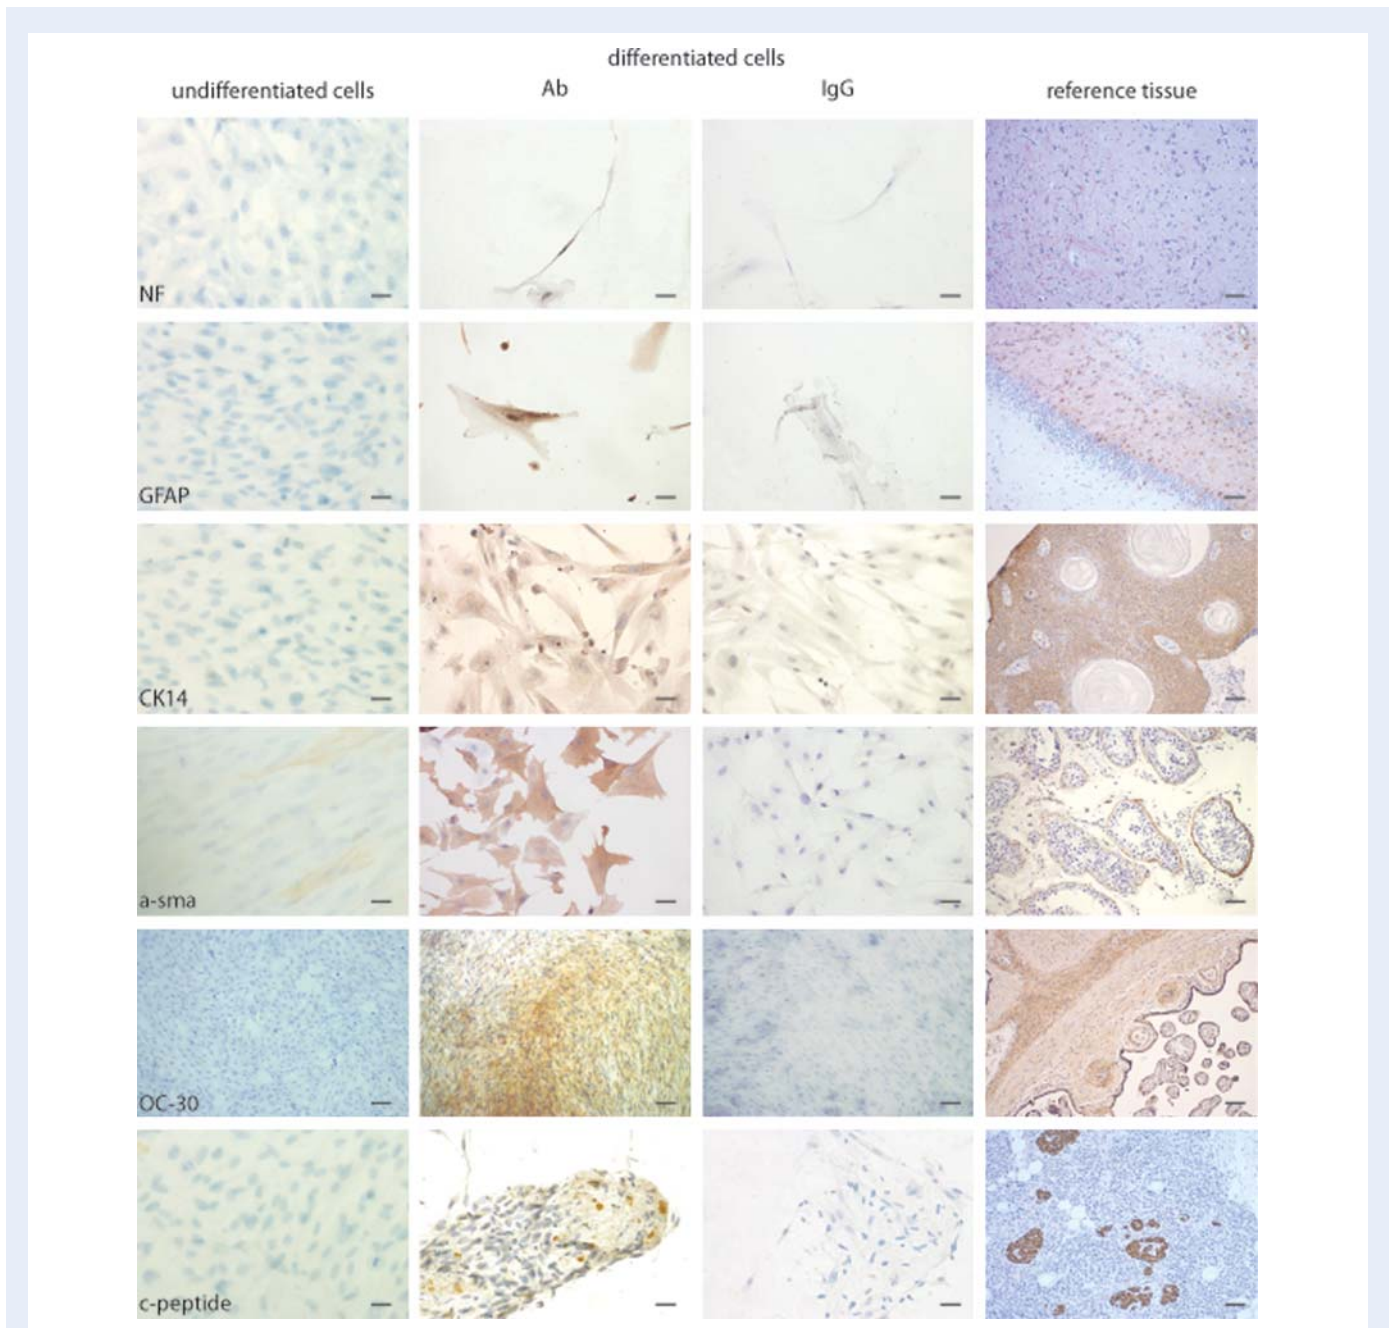 differentiated cells
undifferentiated cells Ab IgG reference tissue
NF
GFAP
CK14
a-sma
OC-30
c-peptide